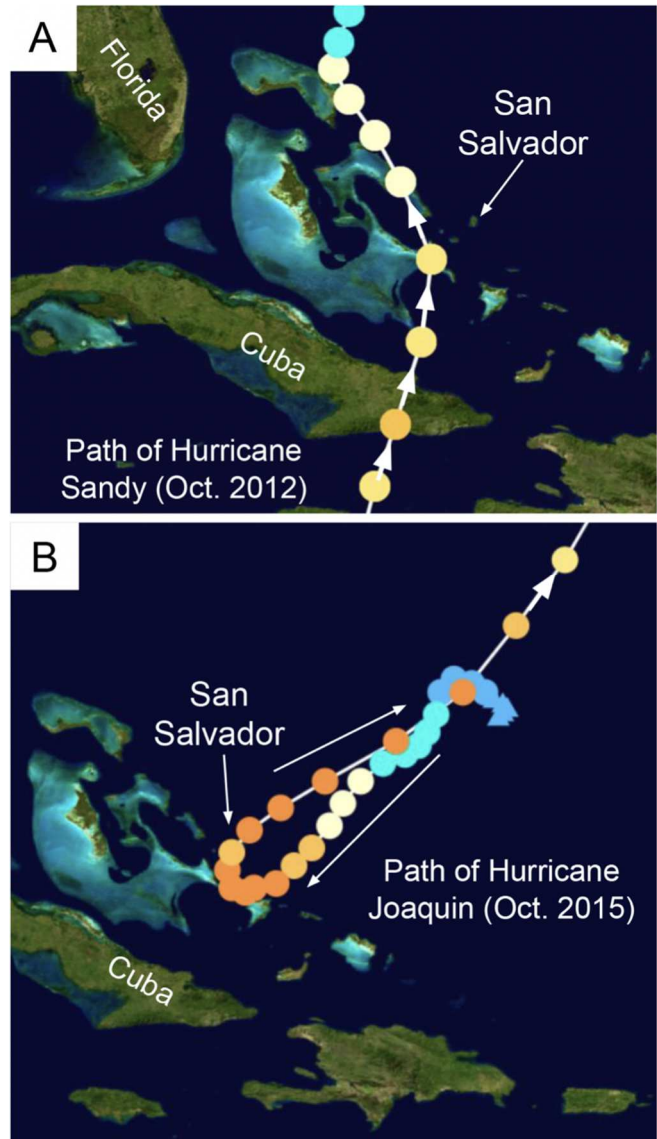 A
Florida
San
Salvador
Cuba
Path of Hurricane
Sandy (Oct. 2012)
B
San
Salvador
Path of Hurricane
Joaquin (Oct. 2015)
Cuba